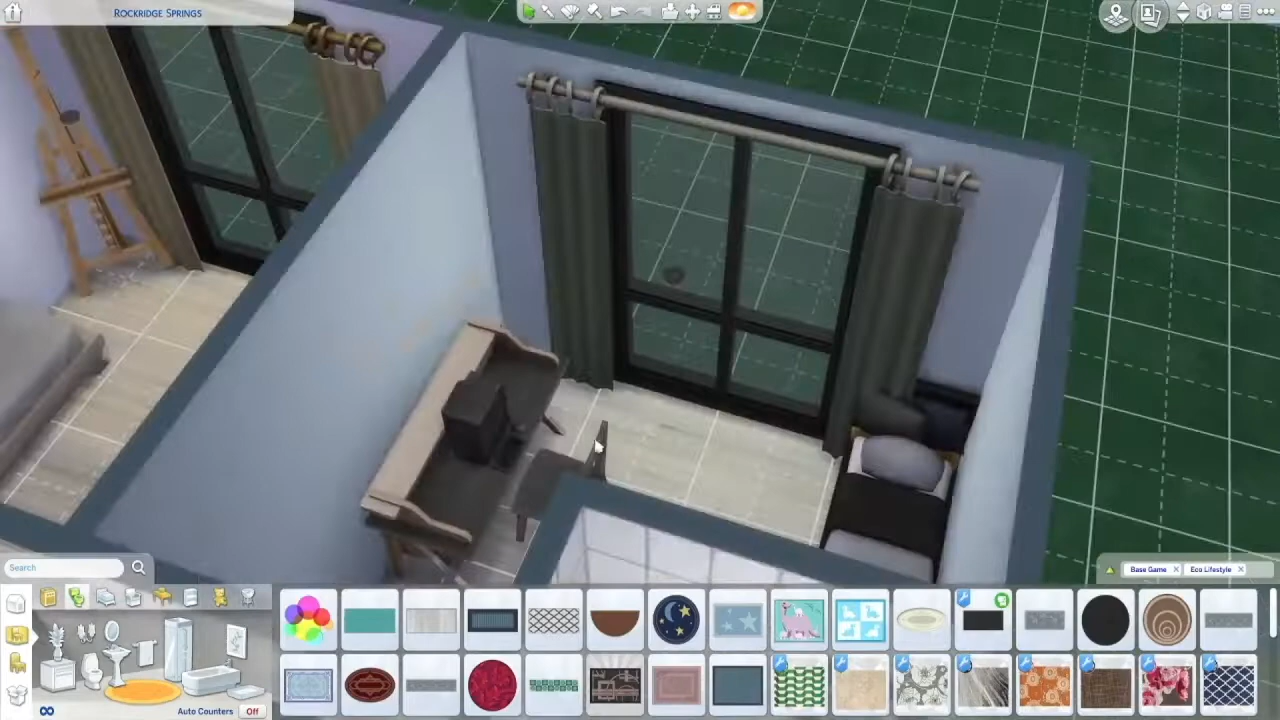 ROCKRIDGE SPRINGS
Search
Base Game
Eco Lifestyle
Auto Counters
Off